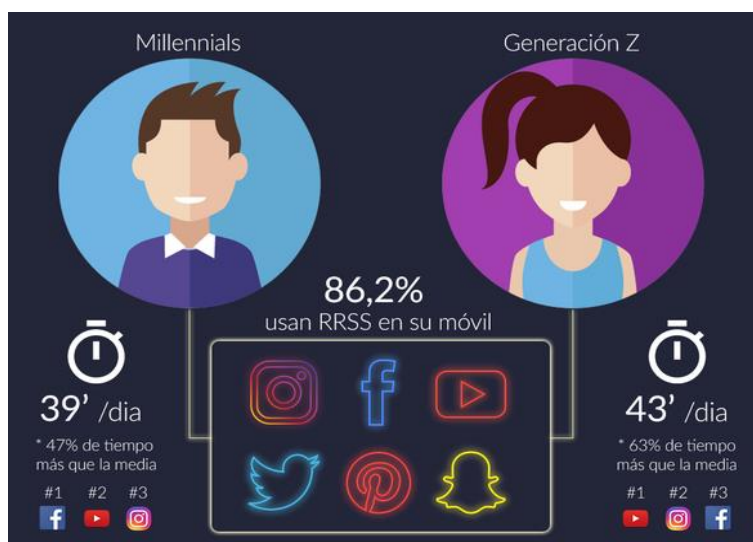 Millennials
Generación Z
86,2%
usan RRSS en su móvil
39’ /dia
* 47% de tiempo
más que la media
#1 #2 #3
43’ /dia
* 63% de tiempo
más que la media
#1 #2 #3